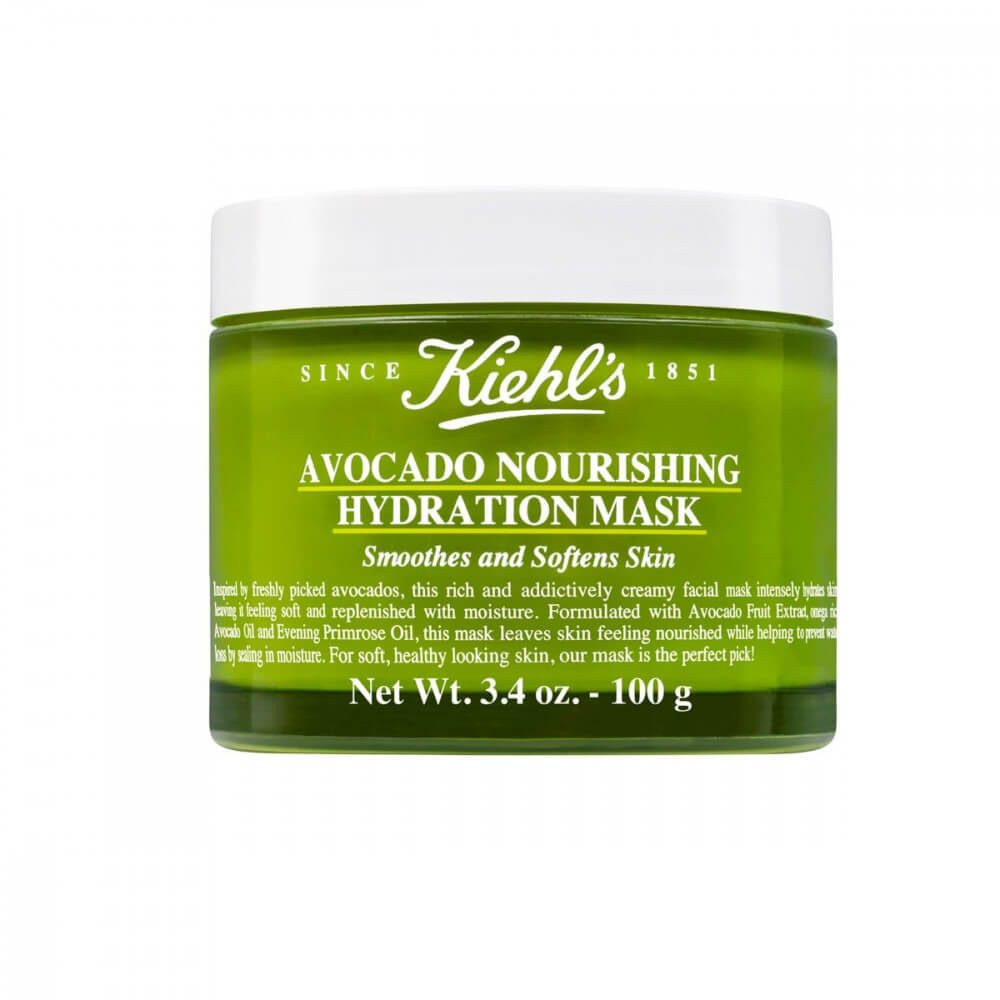 SINCE Kiehl's 1851
AVOCADO NOURISHING
HYDRATION MASK
Smoothes and Softens Skin
Inspired by freshly picked avocados, this rich and addictively creamy facial mask intensely hydrates skin
leaving it feeling soft and replenished with moisture. Formulated with Avocado Fruit Extract, omega rich
Avocado Oil and Evening Primrose Oil, this mask leaves skin feeling nourished while helping to prevent water
loss by sealing in moisture. For soft, healthy looking skin, our mask is the perfect pick!
Net Wt. 3.4 oz. - 100 g